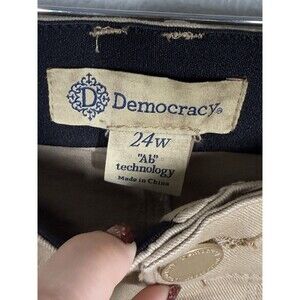 D Democracy®
24W
"Ab"
technology
Made in China